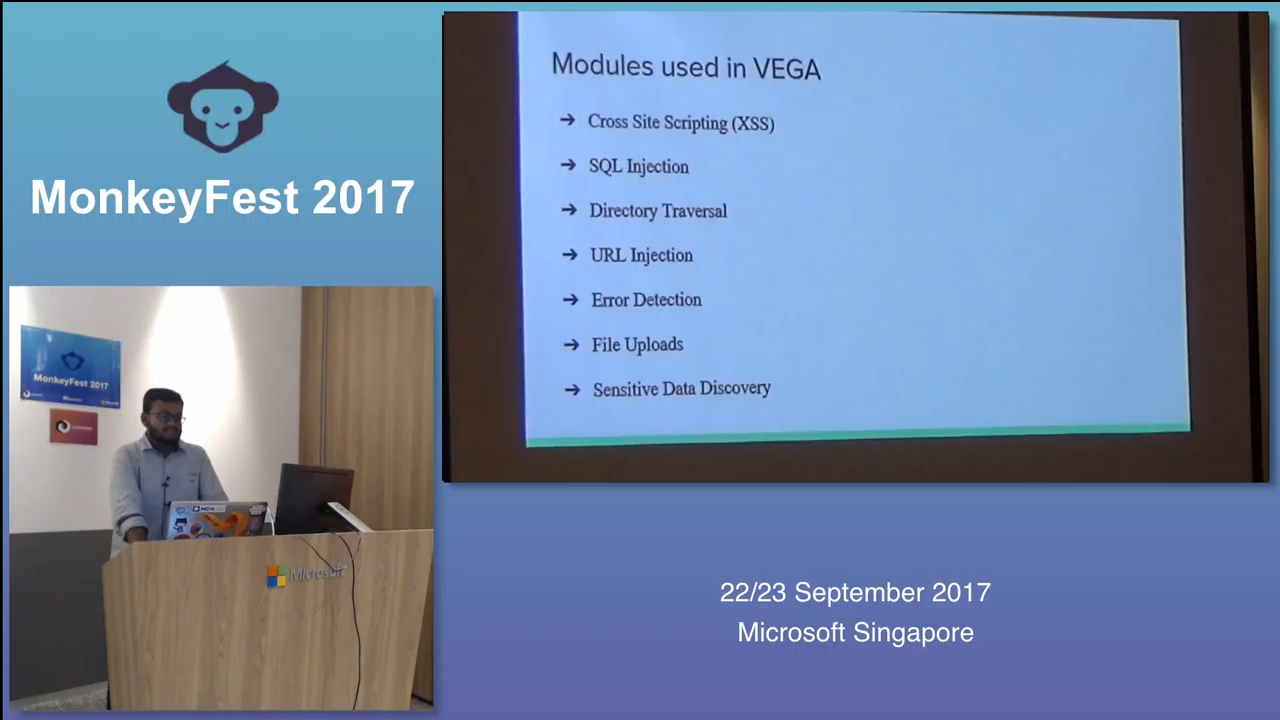 MonkeyFest 2017
Modules used in VEGA
➔ Cross Site Scripting (XSS)
➔ SQL Injection
➔ Directory Traversal
➔ URL Injection
➔ Error Detection
➔ File Uploads
➔ Sensitive Data Discovery
MonkeyFest 2017
Microsoft
22/23 September 2017
Microsoft Singapore